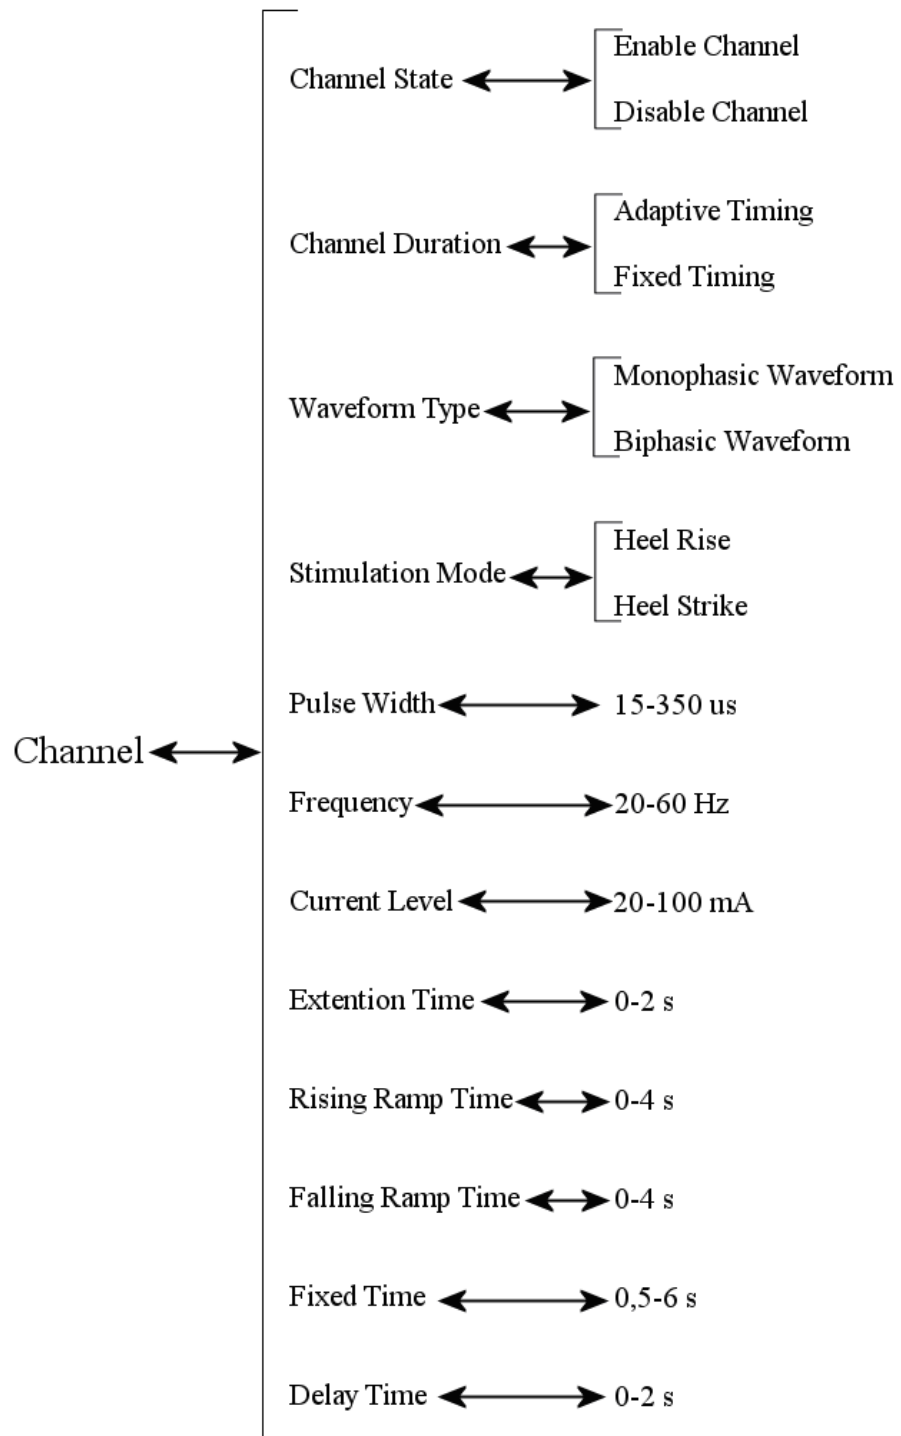 Channel
Channel State
Enable Channel
Disable Channel
Channel Duration
Adaptive Timing
Fixed Timing
Waveform Type
Monophasic Waveform
Biphasic Waveform
Stimulation Mode
Heel Rise
Heel Strike
Pulse Width 15-350 us
Frequency 20-60 Hz
Current Level 20-100 mA
Extention Time 0-2 s
Rising Ramp Time 0-4 s
Falling Ramp Time 0-4 s
Fixed Time 0,5-6 s
Delay Time 0-2 s